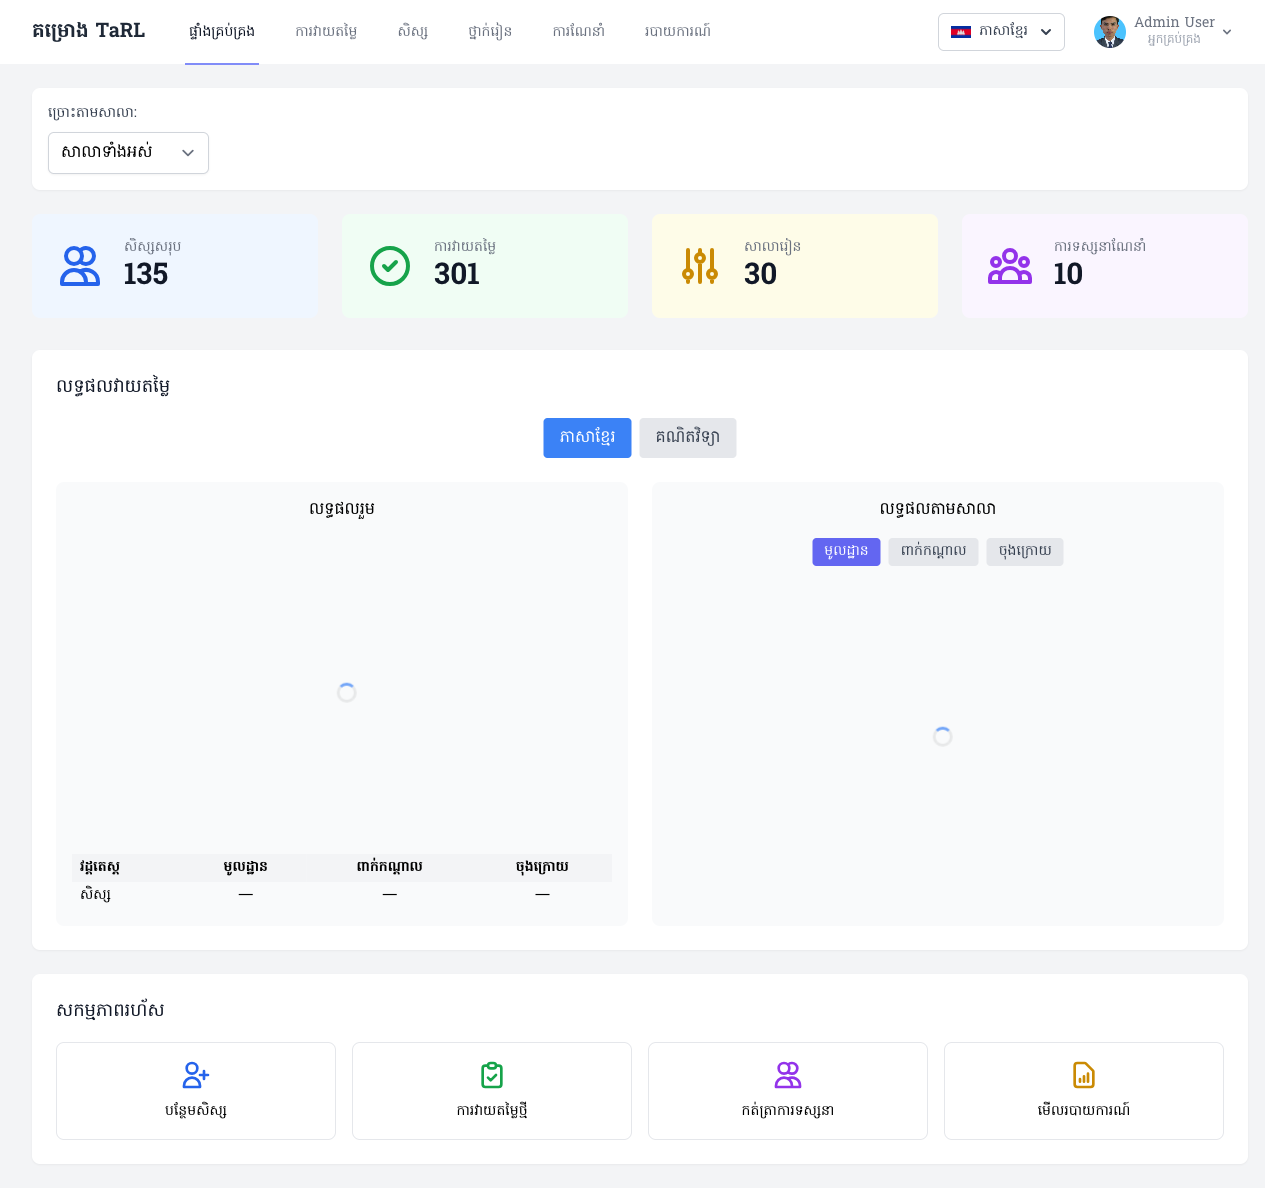 គម្រោង TaRL
ផ្ទាំងគ្រប់គ្រង
ការវាយតម្លៃ
សិស្ស
ថ្នាក់រៀន
ការណែនាំ
របាយការណ៍
ភាសាខ្មែរ
Admin User
អ្នកគ្រប់គ្រង
ច្រោះតាមសាលា:
សាលាទាំងអស់
សិស្សសរុប
135
ការវាយតម្លៃ
301
សាលារៀន
30
ការទស្សនាណែនាំ
10
លទ្ធផលវាយតម្លៃ
ភាសាខ្មែរ
គណិតវិទ្យា
លទ្ធផលរួម
លទ្ធផលតាមសាលា
មូលដ្ឋាន
ពាក់កណ្តាល
ចុងក្រោយ
វដ្តតេស្ត មូលដ្ឋាន ពាក់កណ្តាល ចុងក្រោយ
សិស្ស — — —
សកម្មភាពរហ័ស
បន្ថែមសិស្ស
ការវាយតម្លៃថ្មី
កត់ត្រាការទស្សនា
មើលរបាយការណ៍